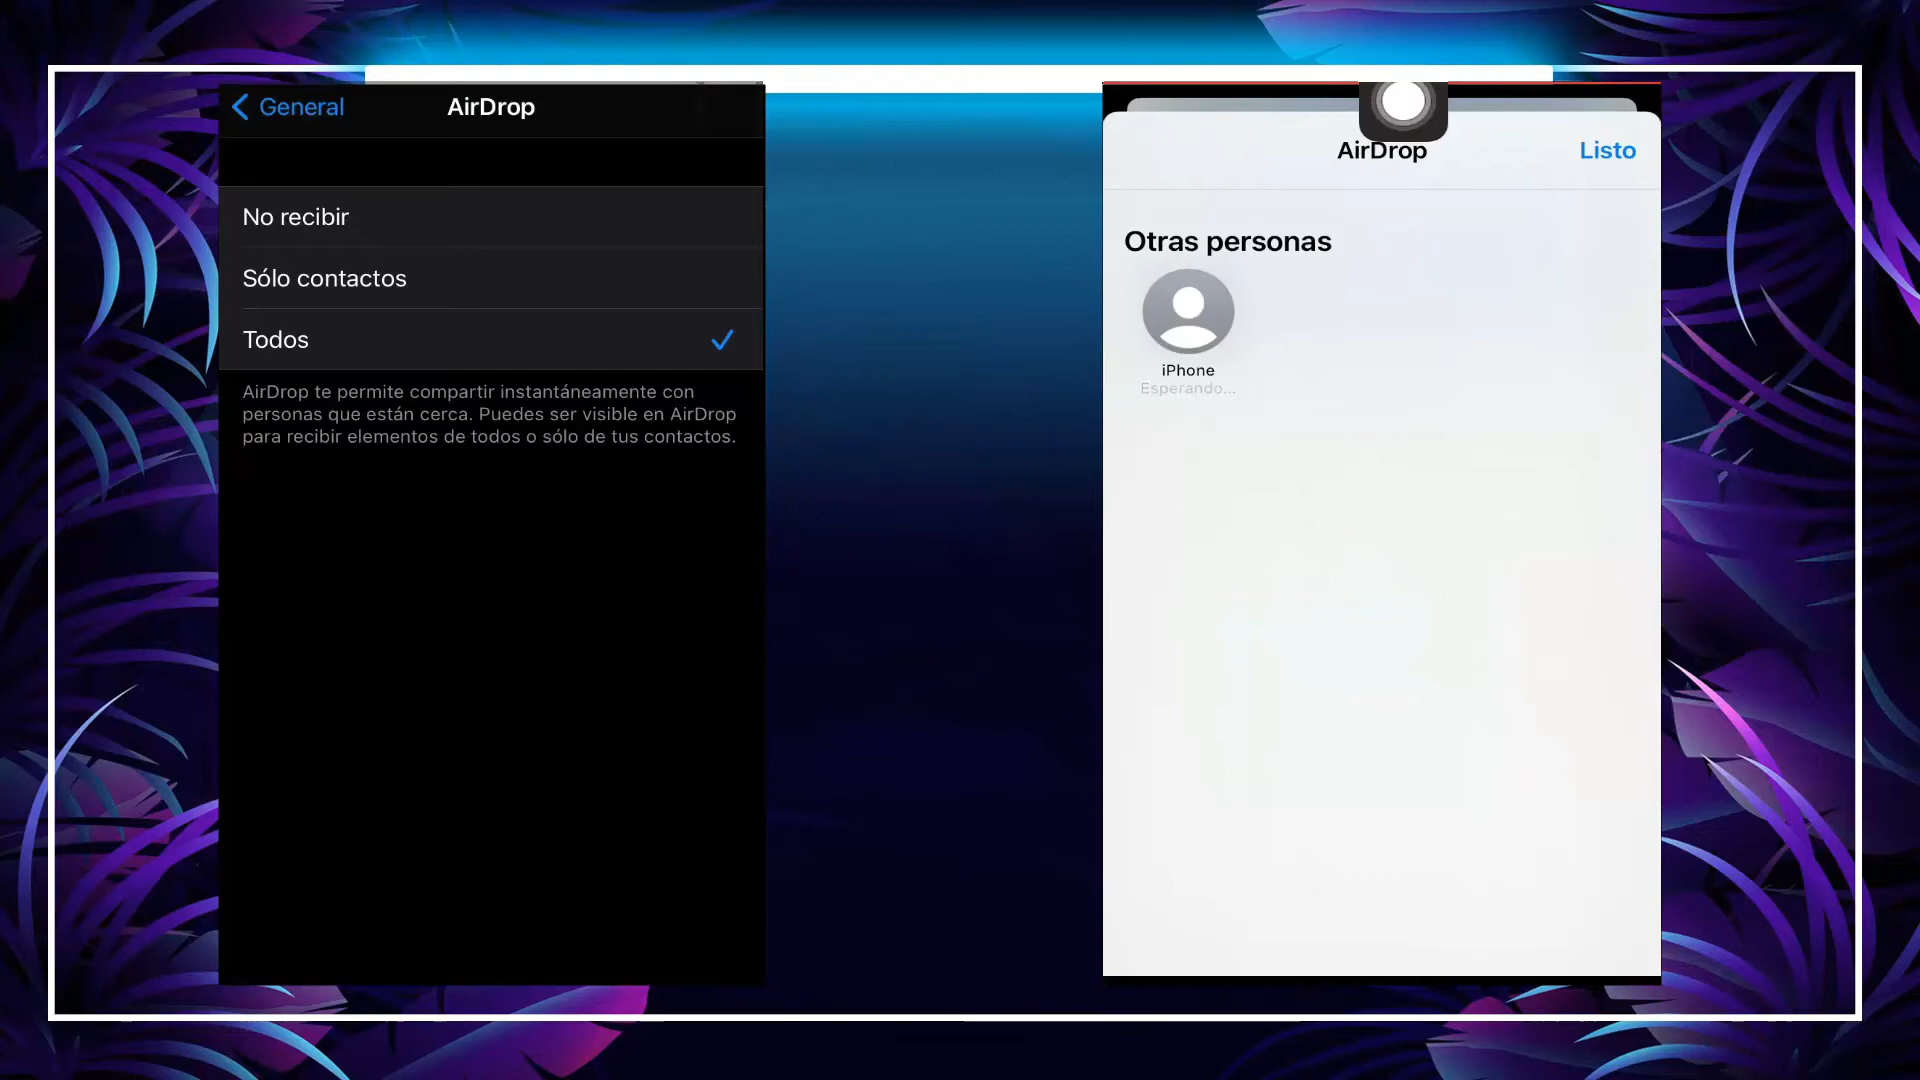 General
AirDrop
No recibir
Sólo contactos
Todos
AirDrop te permite compartir instantáneamente con
personas que están cerca. Puedes ser visible en AirDrop
para recibir elementos de todos o sólo de tus contactos.
AirDrop
Listo
Otras personas
iPhone
Esperando...